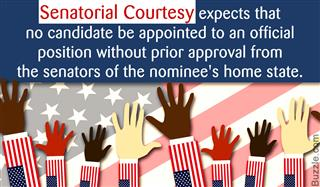 Senatorial Courtesy expects that
no candidate be appointed to an official
position without prior approval from
the senators of the nominee's home state.
Buzzle.com